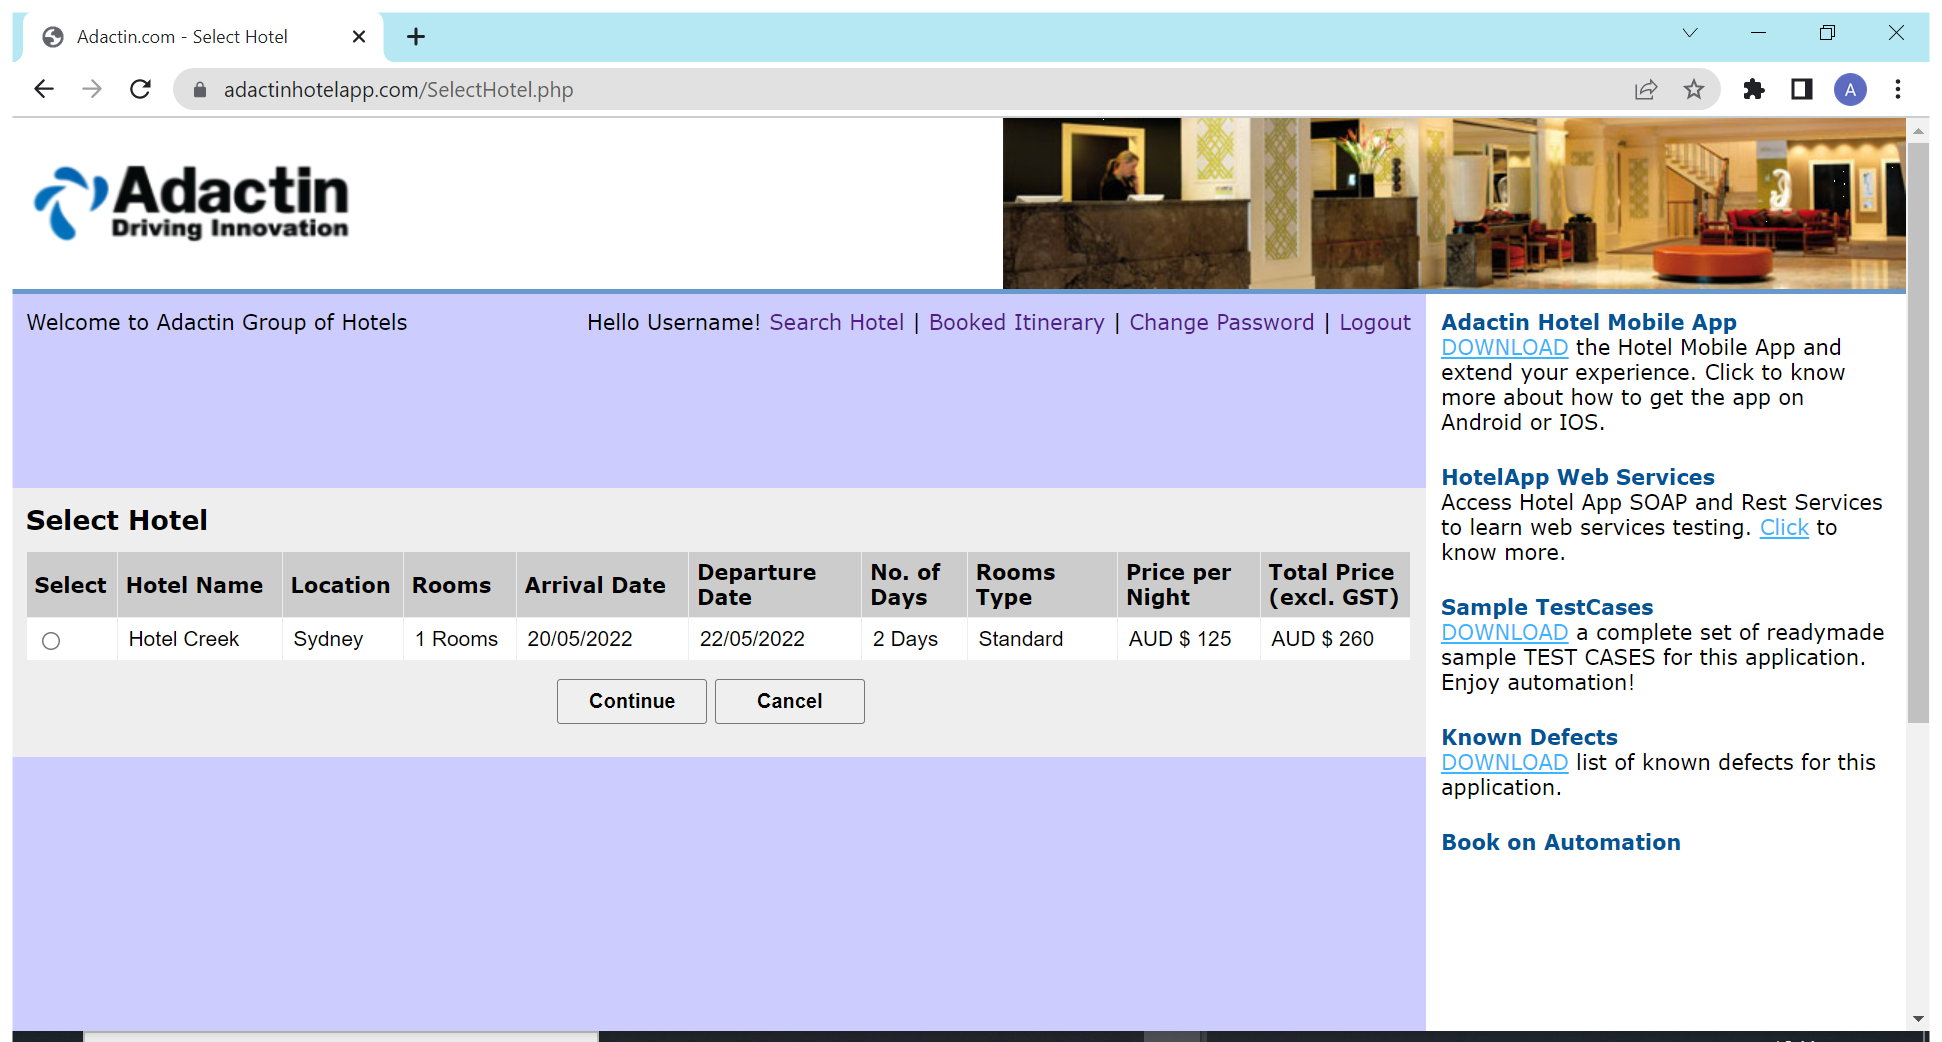 Adactin.com - Select Hotel
adactinhotelapp.com/SelectHotel.php
A
Adactin
Driving Innovation
Welcome to Adactin Group of Hotels
Hello Username! Search Hotel | Booked Itinerary | Change Password | Logout
Select Hotel
Select Hotel Name Location Rooms Arrival Date Departure Date No. of Days Rooms Type Price per Night Total Price (excl. GST)
Hotel Creek Sydney 1 Rooms 20/05/2022 22/05/2022 2 Days Standard AUD $ 125 AUD $ 260
Continue Cancel
Adactin Hotel Mobile App
DOWNLOAD the Hotel Mobile App and
extend your experience. Click to know
more about how to get the app on
Android or IOS.
HotelApp Web Services
Access Hotel App SOAP and Rest Services
to learn web services testing. Click to
know more.
Sample TestCases
DOWNLOAD a complete set of readymade
sample TEST CASES for this application.
Enjoy automation!
Known Defects
DOWNLOAD list of known defects for this
application.
Book on Automation